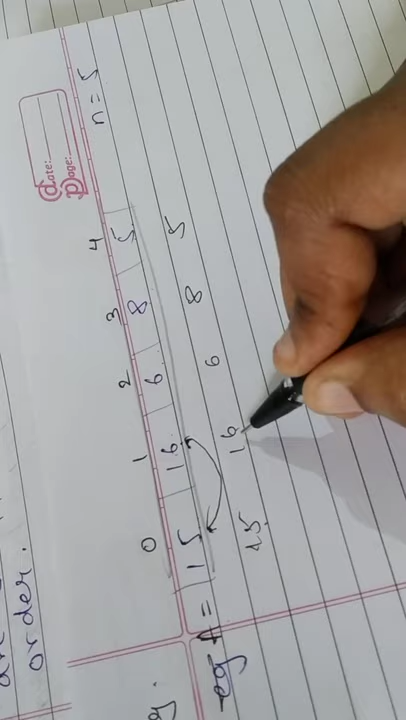 Date:
Page:
order.
n = 5
0 1 2 3 4
eg A = 15 16 6 8 5
15 16 6 8 5